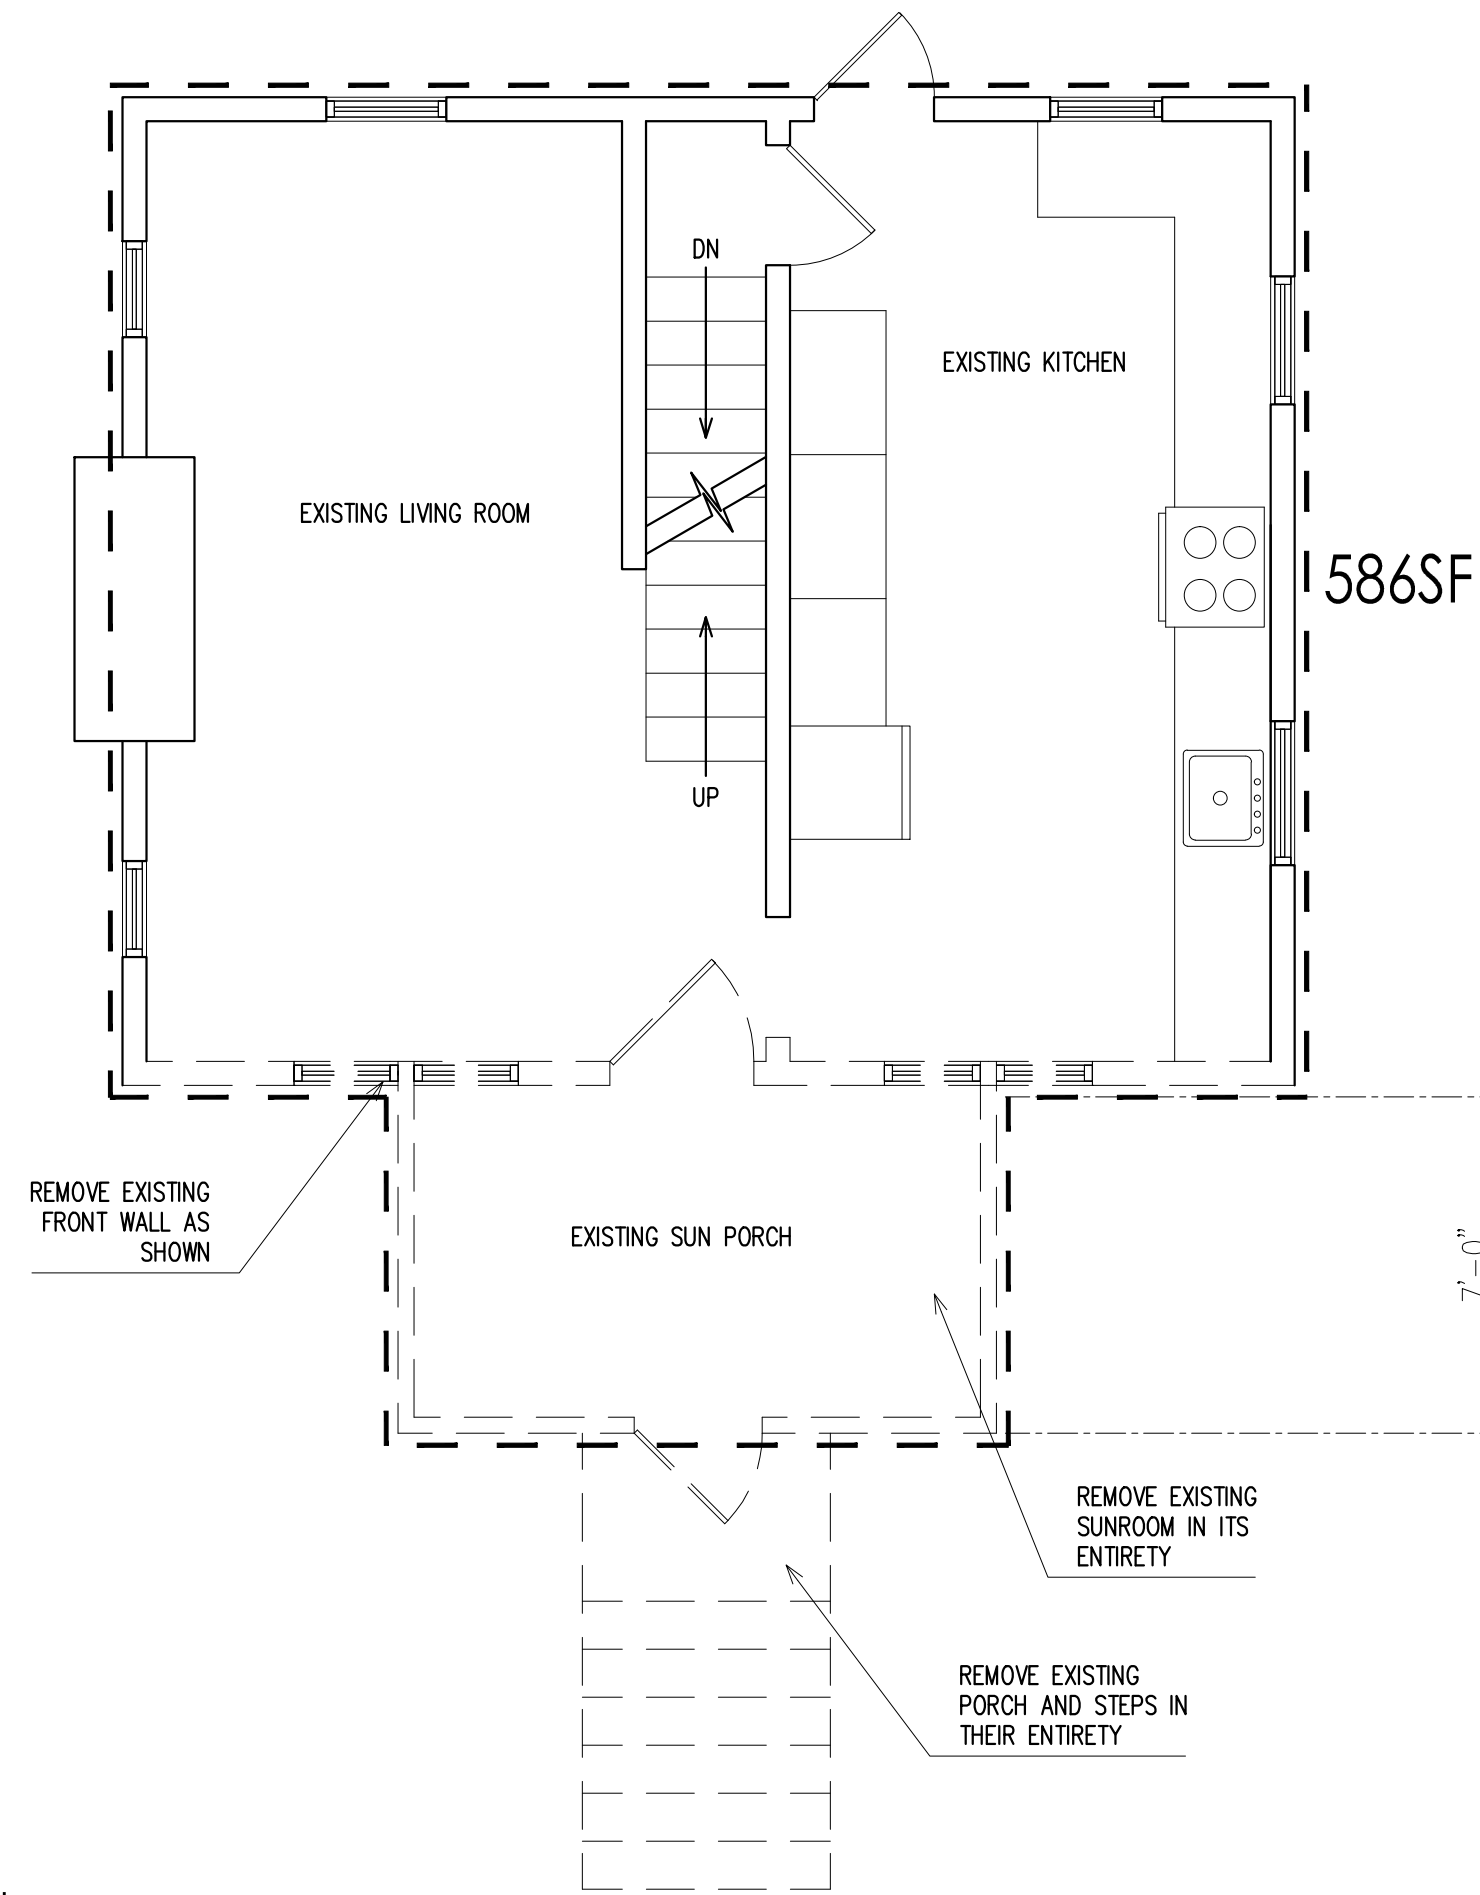 DN
EXISTING KITCHEN
EXISTING LIVING ROOM
586SF
UP
REMOVE EXISTING
FRONT WALL AS
SHOWN
EXISTING SUN PORCH
7'-0"
REMOVE EXISTING
SUNROOM IN ITS
ENTIRETY
REMOVE EXISTING
PORCH AND STEPS IN
THEIR ENTIRETY